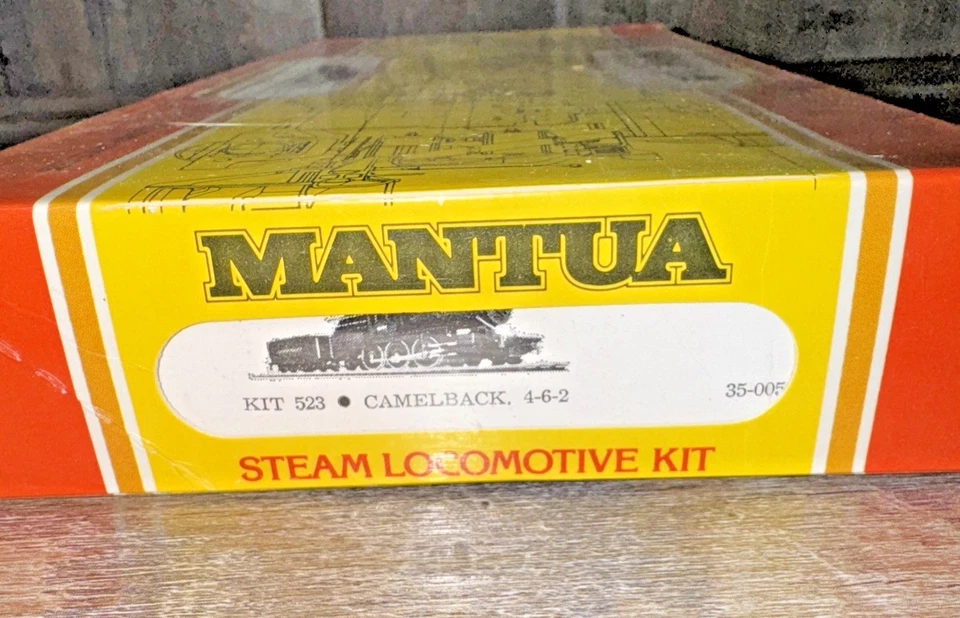 MANTUA
KIT 523 ● CAMELBACK, 4-6-2 35-005
STEAM LOCOMOTIVE KIT